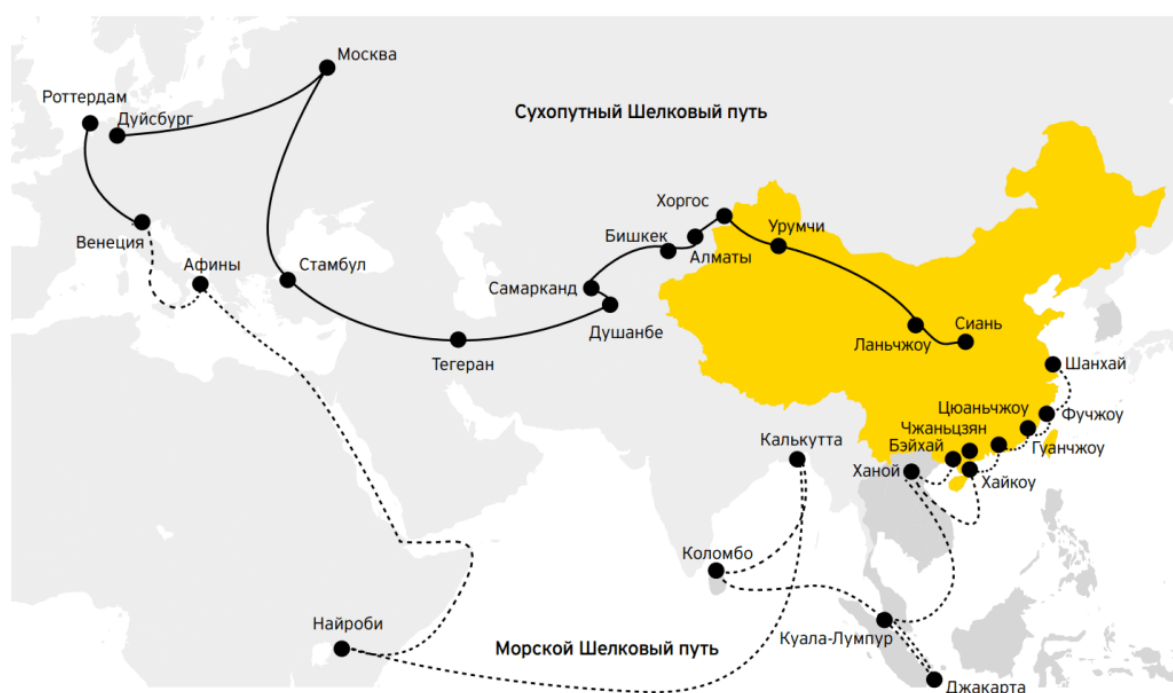 Москва
Роттердам
Дуйсбург
Сухопутный Шелковый путь
Хоргос
Урумчи
Бишкек
Алматы
Венеция
Афины
Стамбул
Самарканд
Душанбе
Тегеран
Ланьчжоу
Сиань
Шанхай
Цюаньчжоу
Фучжоу
Чжаньцзян
Гуанчжоу
Бэйхай
Калькутта
Ханой
Хайкоу
Коломбо
Найроби
Морской Шелковый путь
Куала-Лумпур
Джакарта